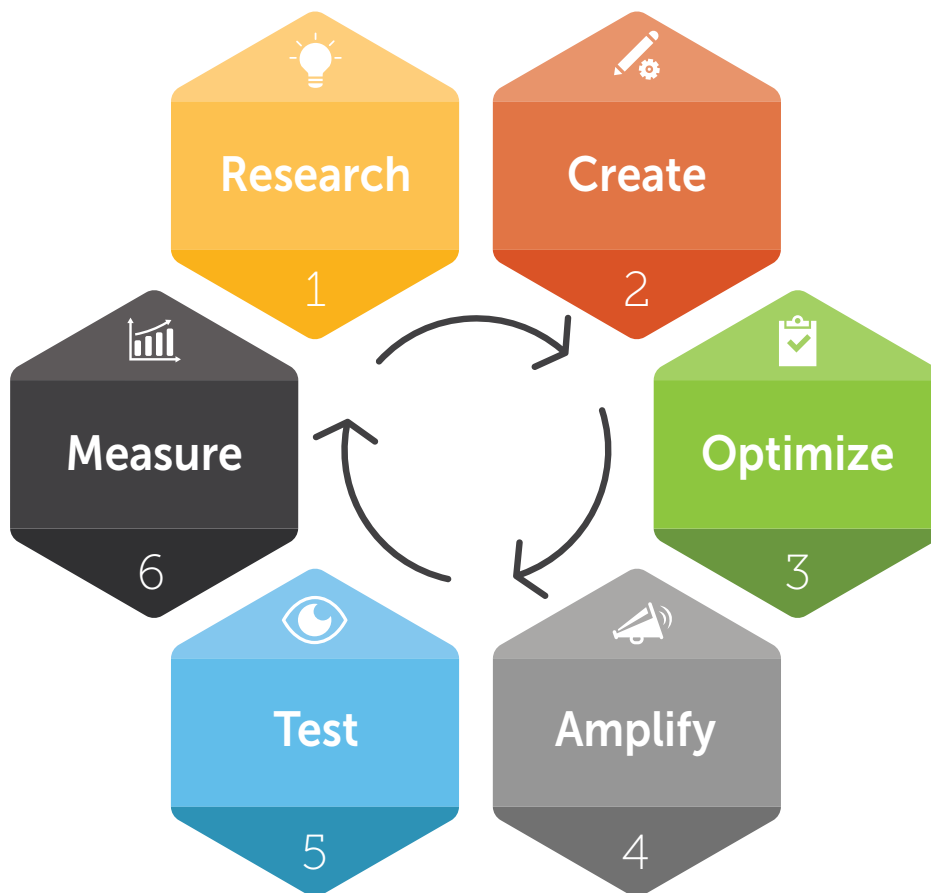 Research
1
Create
2
Optimize
3
Amplify
4
Test
5
Measure
6